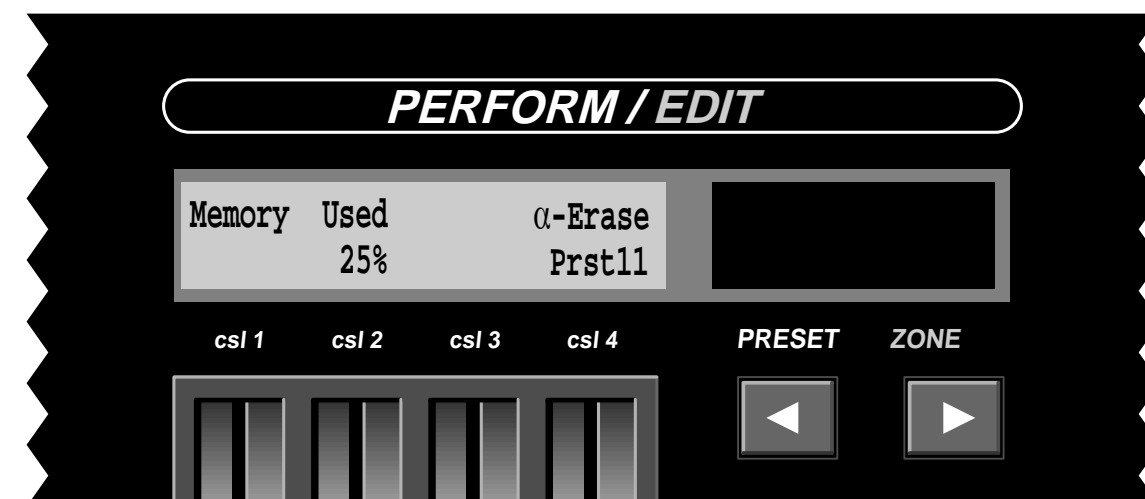 PERFORM / EDIT
Memory Used α-Erase
25% Prst11
csl 1 csl 2 csl 3 csl 4 PRESET ZONE